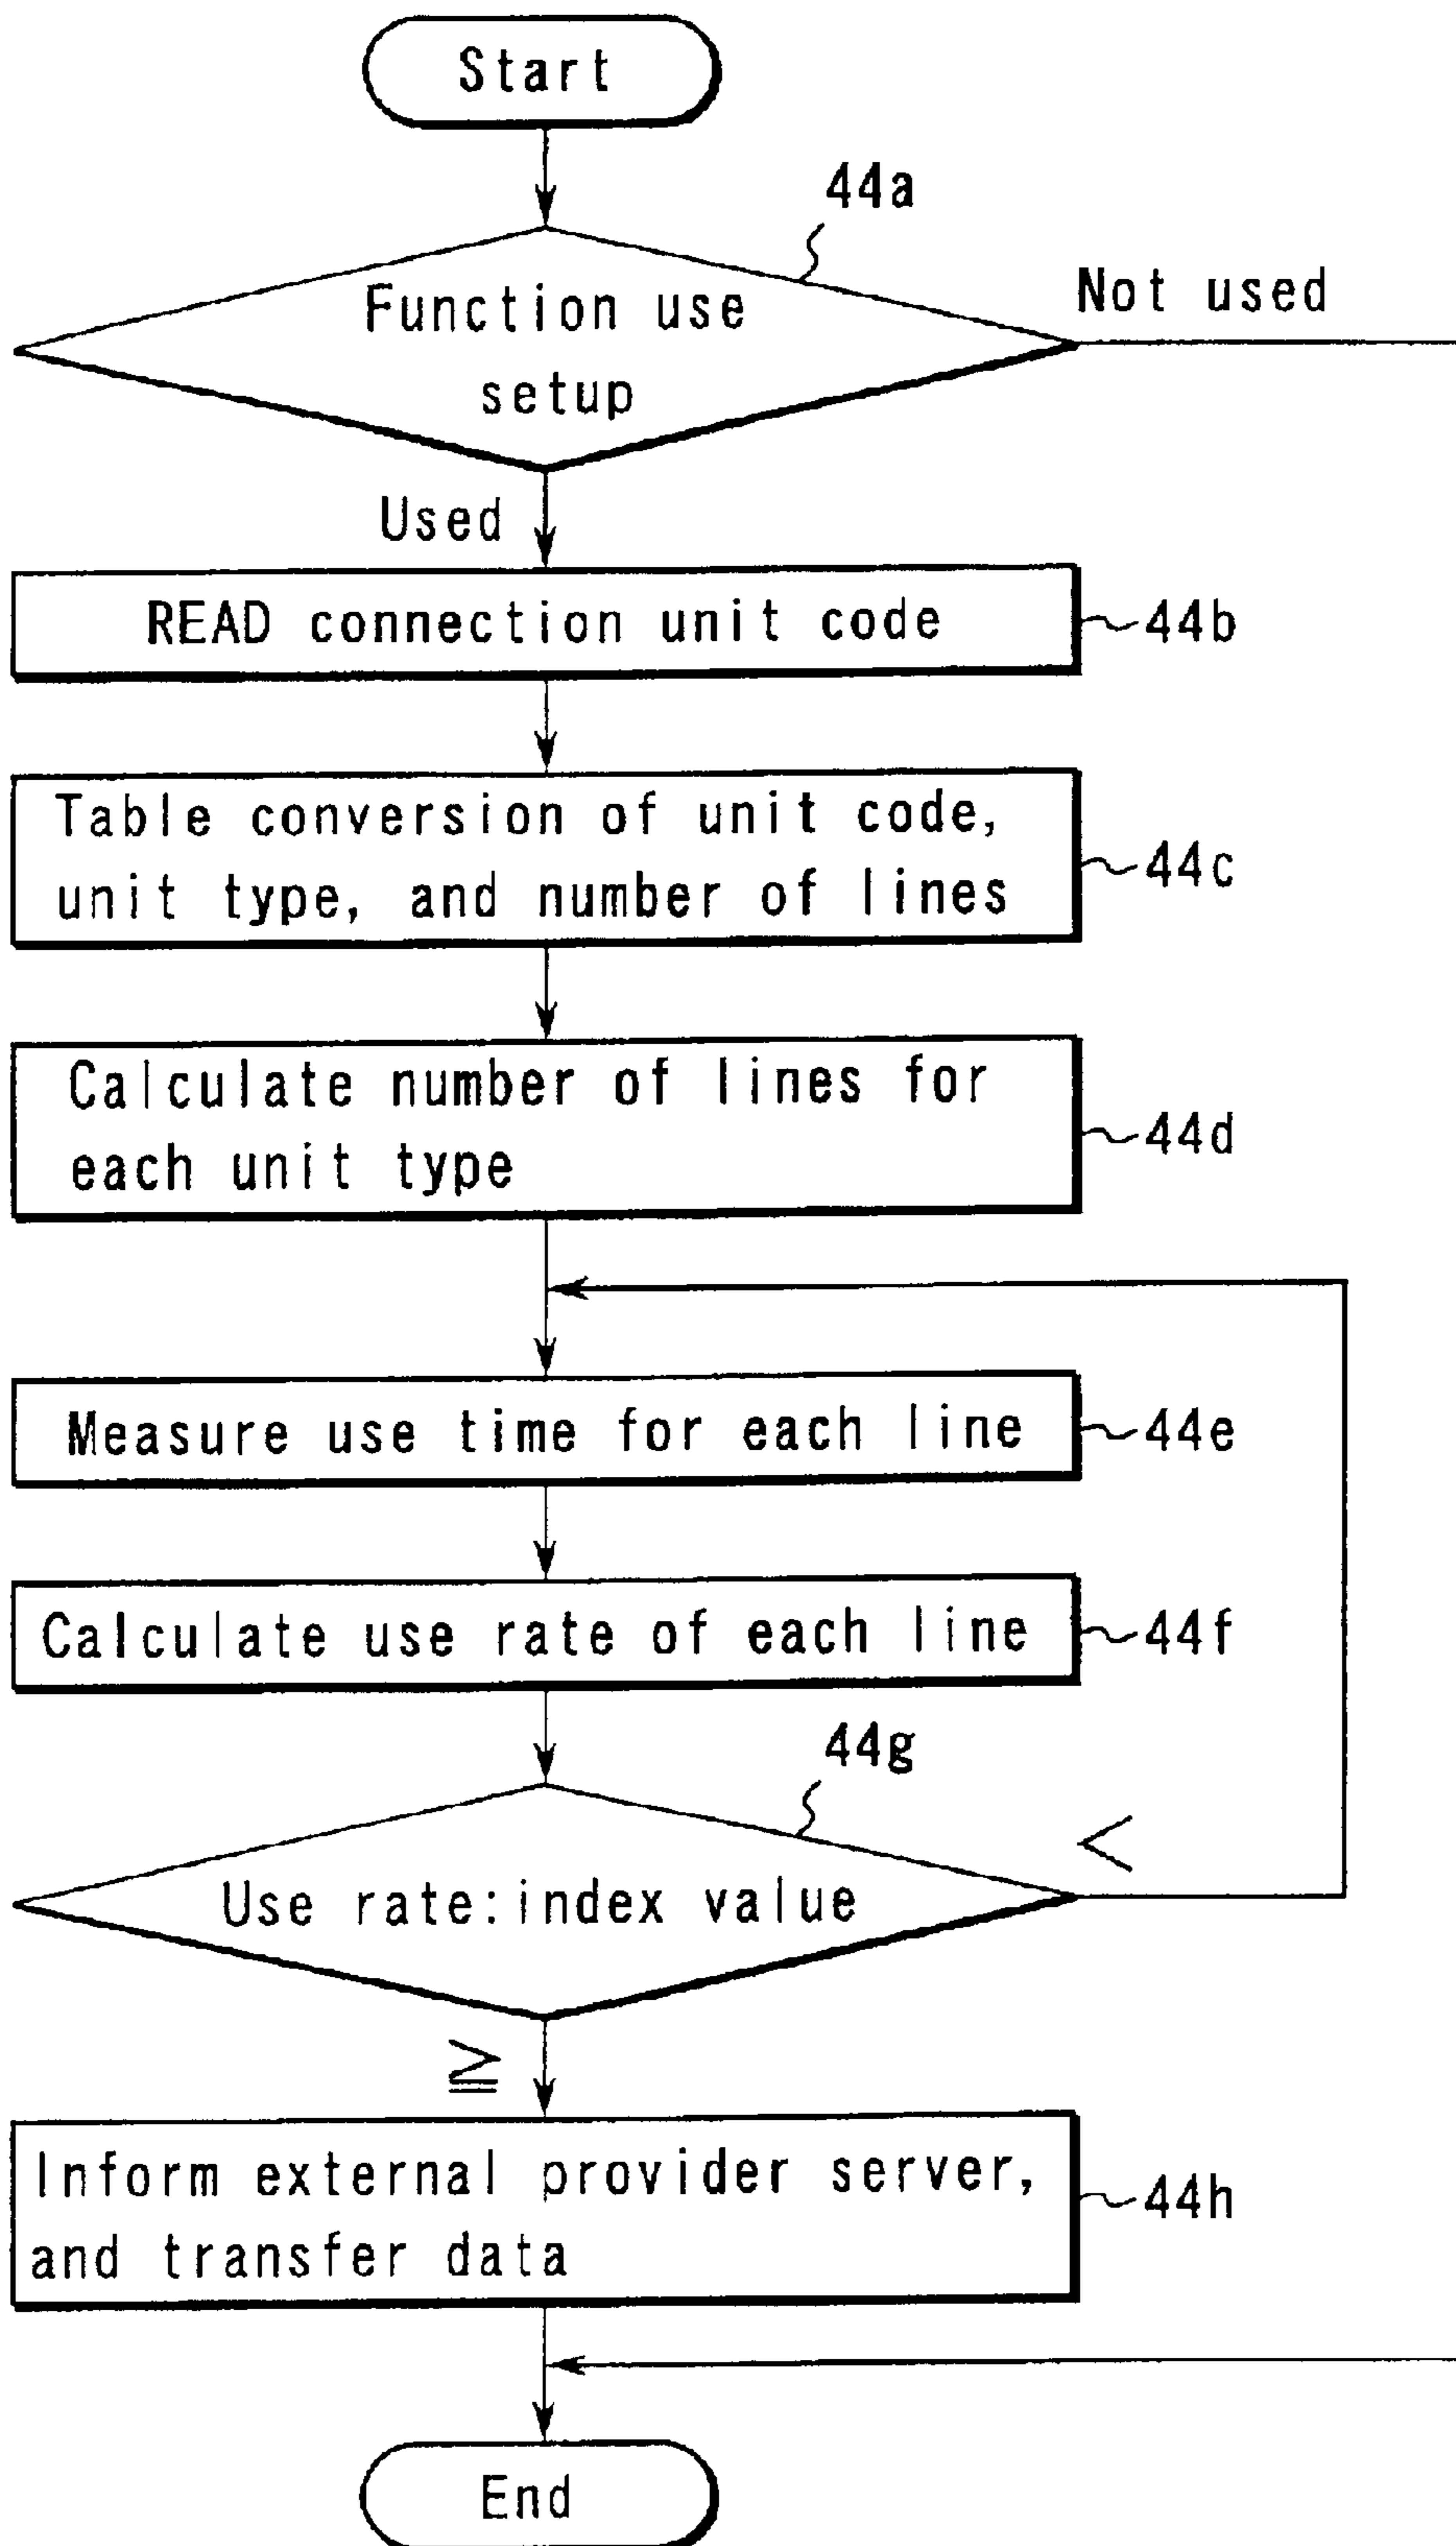 Start
44a
Function use
setup
Not used
Used
READ connection unit code
44b
Table conversion of unit code,
unit type, and number of lines
44c
Calculate number of lines for
each unit type
44d
Measure use time for each line
44e
Calculate use rate of each line
44f
44g
Use rate:index value
<
≧
Inform external provider server,
and transfer data
44h
End